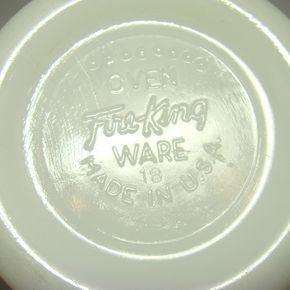 OVEN
Fire-King
WARE
18
MADE IN U.S.A.